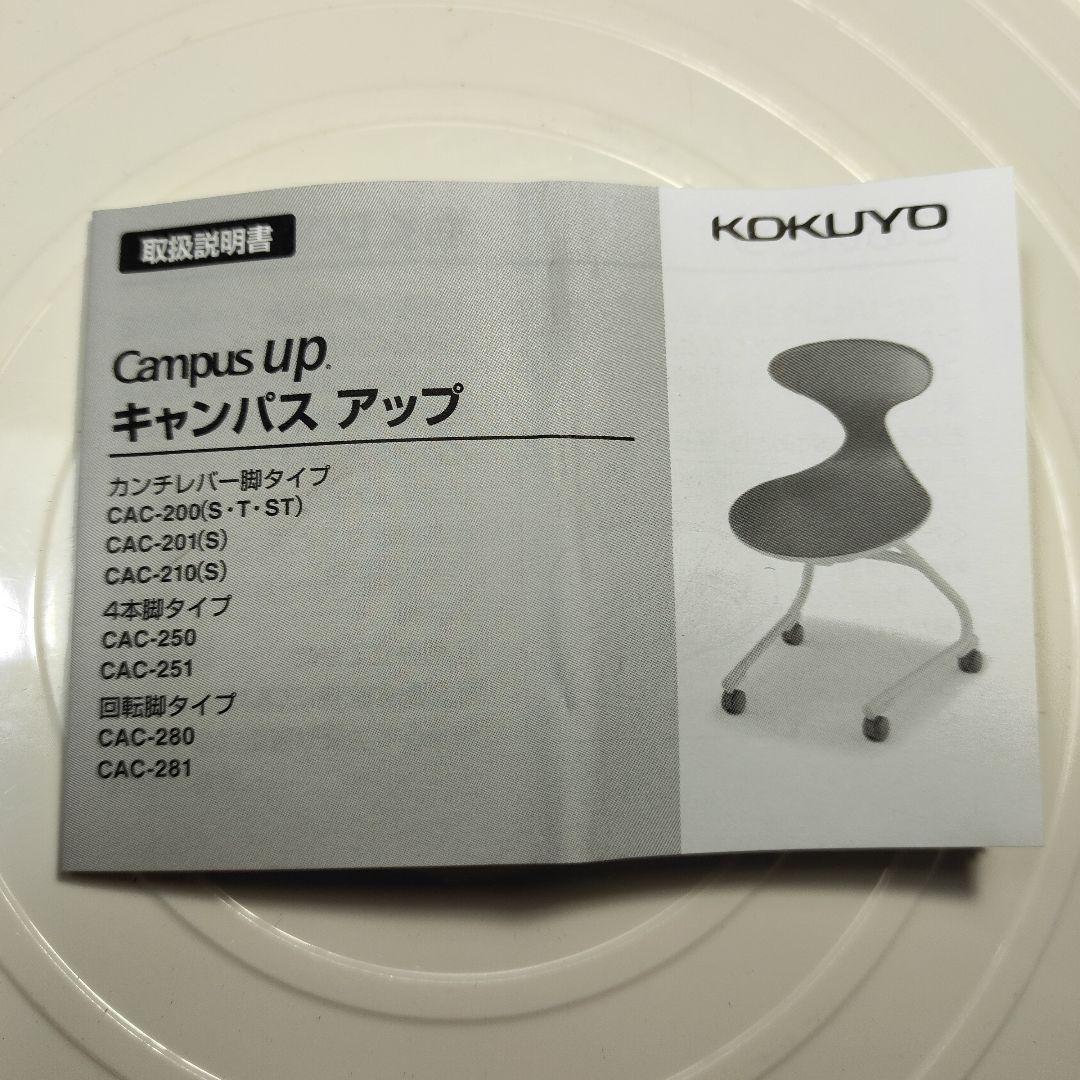 取扱説明書
KOKUYO
Campus up.
キャンパス アップ
カンチレバー脚タイプ
CAC-200(S・T・ST)
CAC-201(S)
CAC-210(S)
4本脚タイプ
CAC-250
CAC-251
回転脚タイプ
CAC-280
CAC-281